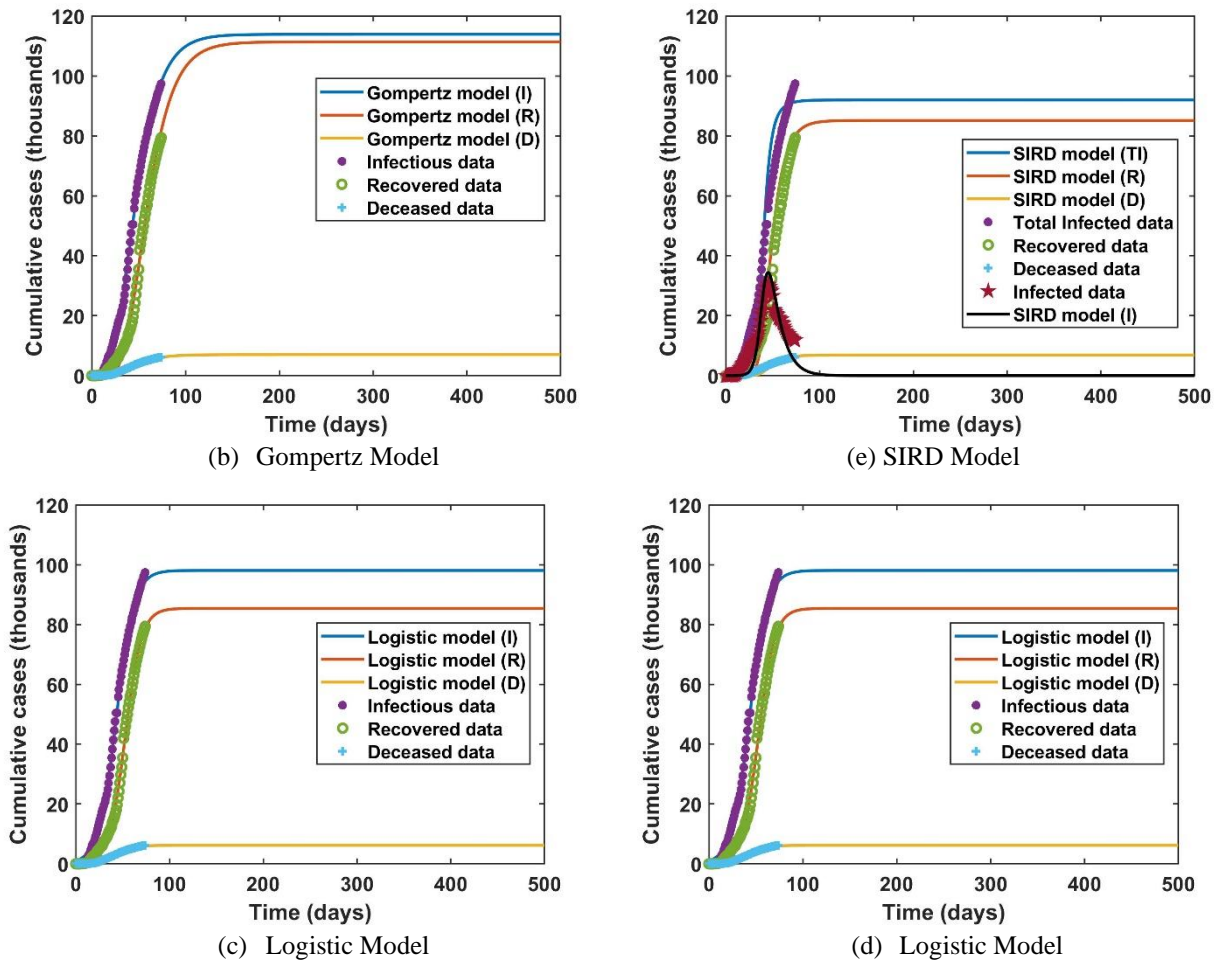 120
100
80
60
40
20
0
Cumulative cases (thousands)
Gompertz model (I)
Gompertz model (R)
Gompertz model (D)
Infectious data
Recovered data
Deceased data
0 100 200 300 400 500
Time (days)
(b) Gompertz Model
120
100
80
60
40
20
0
Cumulative cases (thousands)
SIRD model (TI)
SIRD model (R)
SIRD model (D)
Total Infected data
Recovered data
Deceased data
Infected data
SIRD model (I)
0 100 200 300 400 500
Time (days)
(e) SIRD Model
120
100
80
60
40
20
0
Cumulative cases (thousands)
Logistic model (I)
Logistic model (R)
Logistic model (D)
Infectious data
Recovered data
Deceased data
0 100 200 300 400 500
Time (days)
(c) Logistic Model
120
100
80
60
40
20
0
Cumulative cases (thousands)
Logistic model (I)
Logistic model (R)
Logistic model (D)
Infectious data
Recovered data
Deceased data
0 100 200 300 400 500
Time (days)
(d) Logistic Model